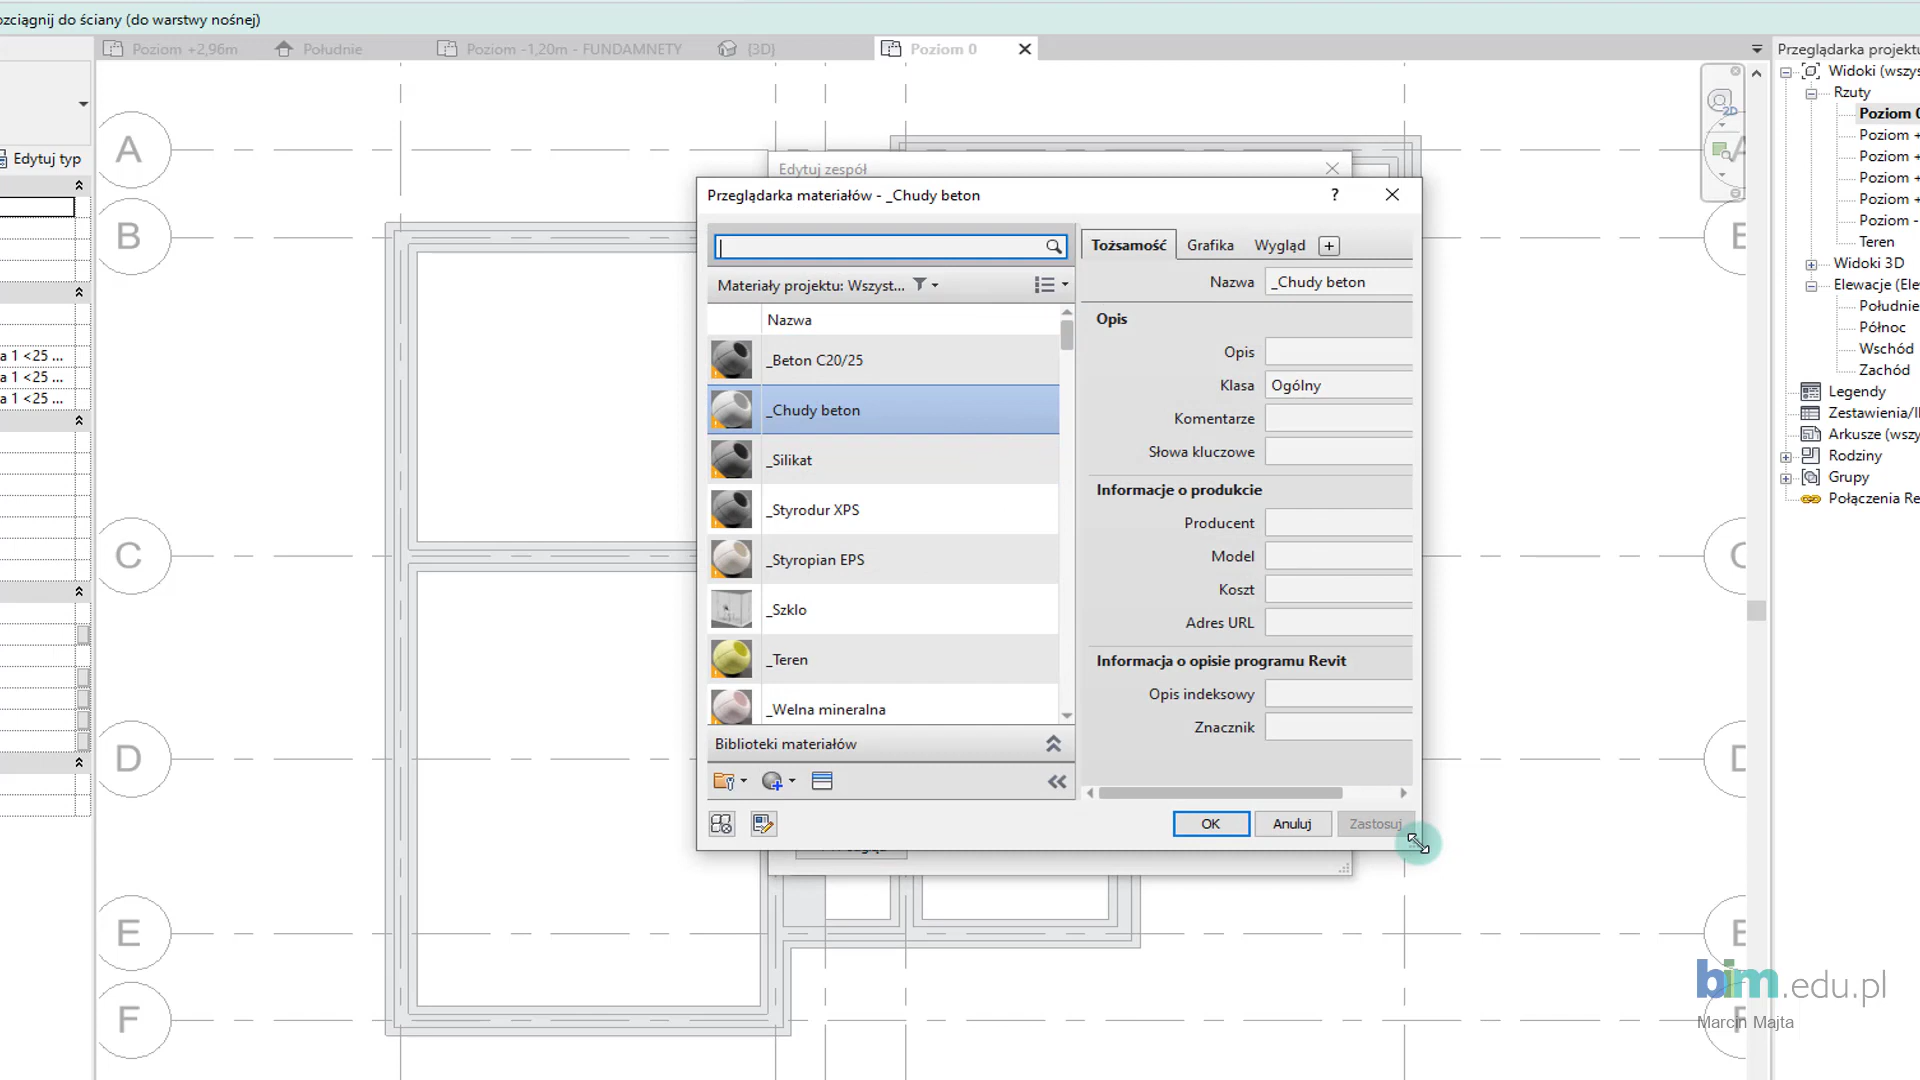 ozciągnij do ściany (do warstwy nośnej)
Poziom +2,96m
Południe
Poziom -1,20m - FUNDAMNETY
{3D}
Poziom 0
Przeglądarka projektu
Edytuj typ
a 1 <25 ...
a 1 <25 ...
a 1 <25 ...
A
B
C
D
E
F
Edytuj zespół
Przeglądarka materiałów - _Chudy beton
?
Materiały projektu: Wszyst...
Nazwa
_Beton C20/25
_Chudy beton
_Silikat
_Styrodur XPS
_Styropian EPS
_Szklo
_Teren
_Welna mineralna
Biblioteki materiałów
Tożsamość
Grafika
Wygląd
Nazwa
_Chudy beton
Opis
Opis
Klasa
Ogólny
Komentarze
Słowa kluczowe
Informacje o produkcie
Producent
Model
Koszt
Adres URL
Informacja o opisie programu Revit
Opis indeksowy
Znacznik
OK
Anuluj
Zastosuj
2D
Widoki (wszys
Rzuty
Poziom 0
Poziom +
Poziom +
Poziom +
Poziom +
Poziom -
Teren
Widoki 3D
Elewacje (Ele
Południe
Północ
Wschód
Zachód
Legendy
Zestawienia/Il
Arkusze (wszy
Rodziny
Grupy
Połączenia Re
bim.edu.pl
Marcin Majta